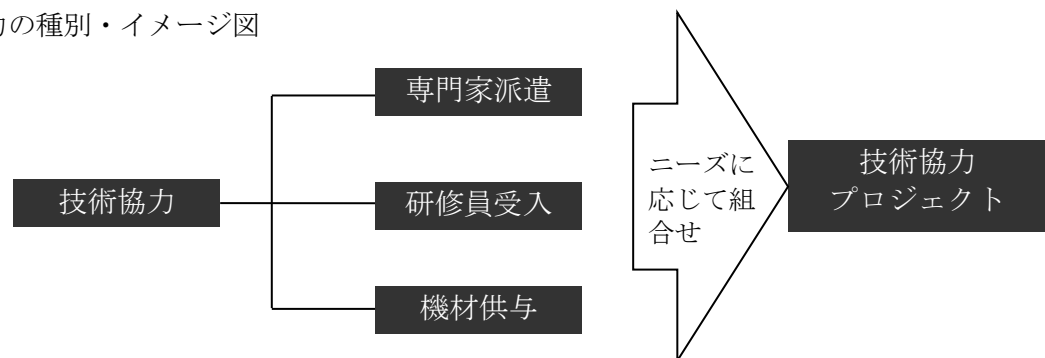 力の種別・イメージ図
専門家派遣
技術協力
研修員受入
機材供与
ニーズに
応じて組
合せ
技術協力
プロジェクト